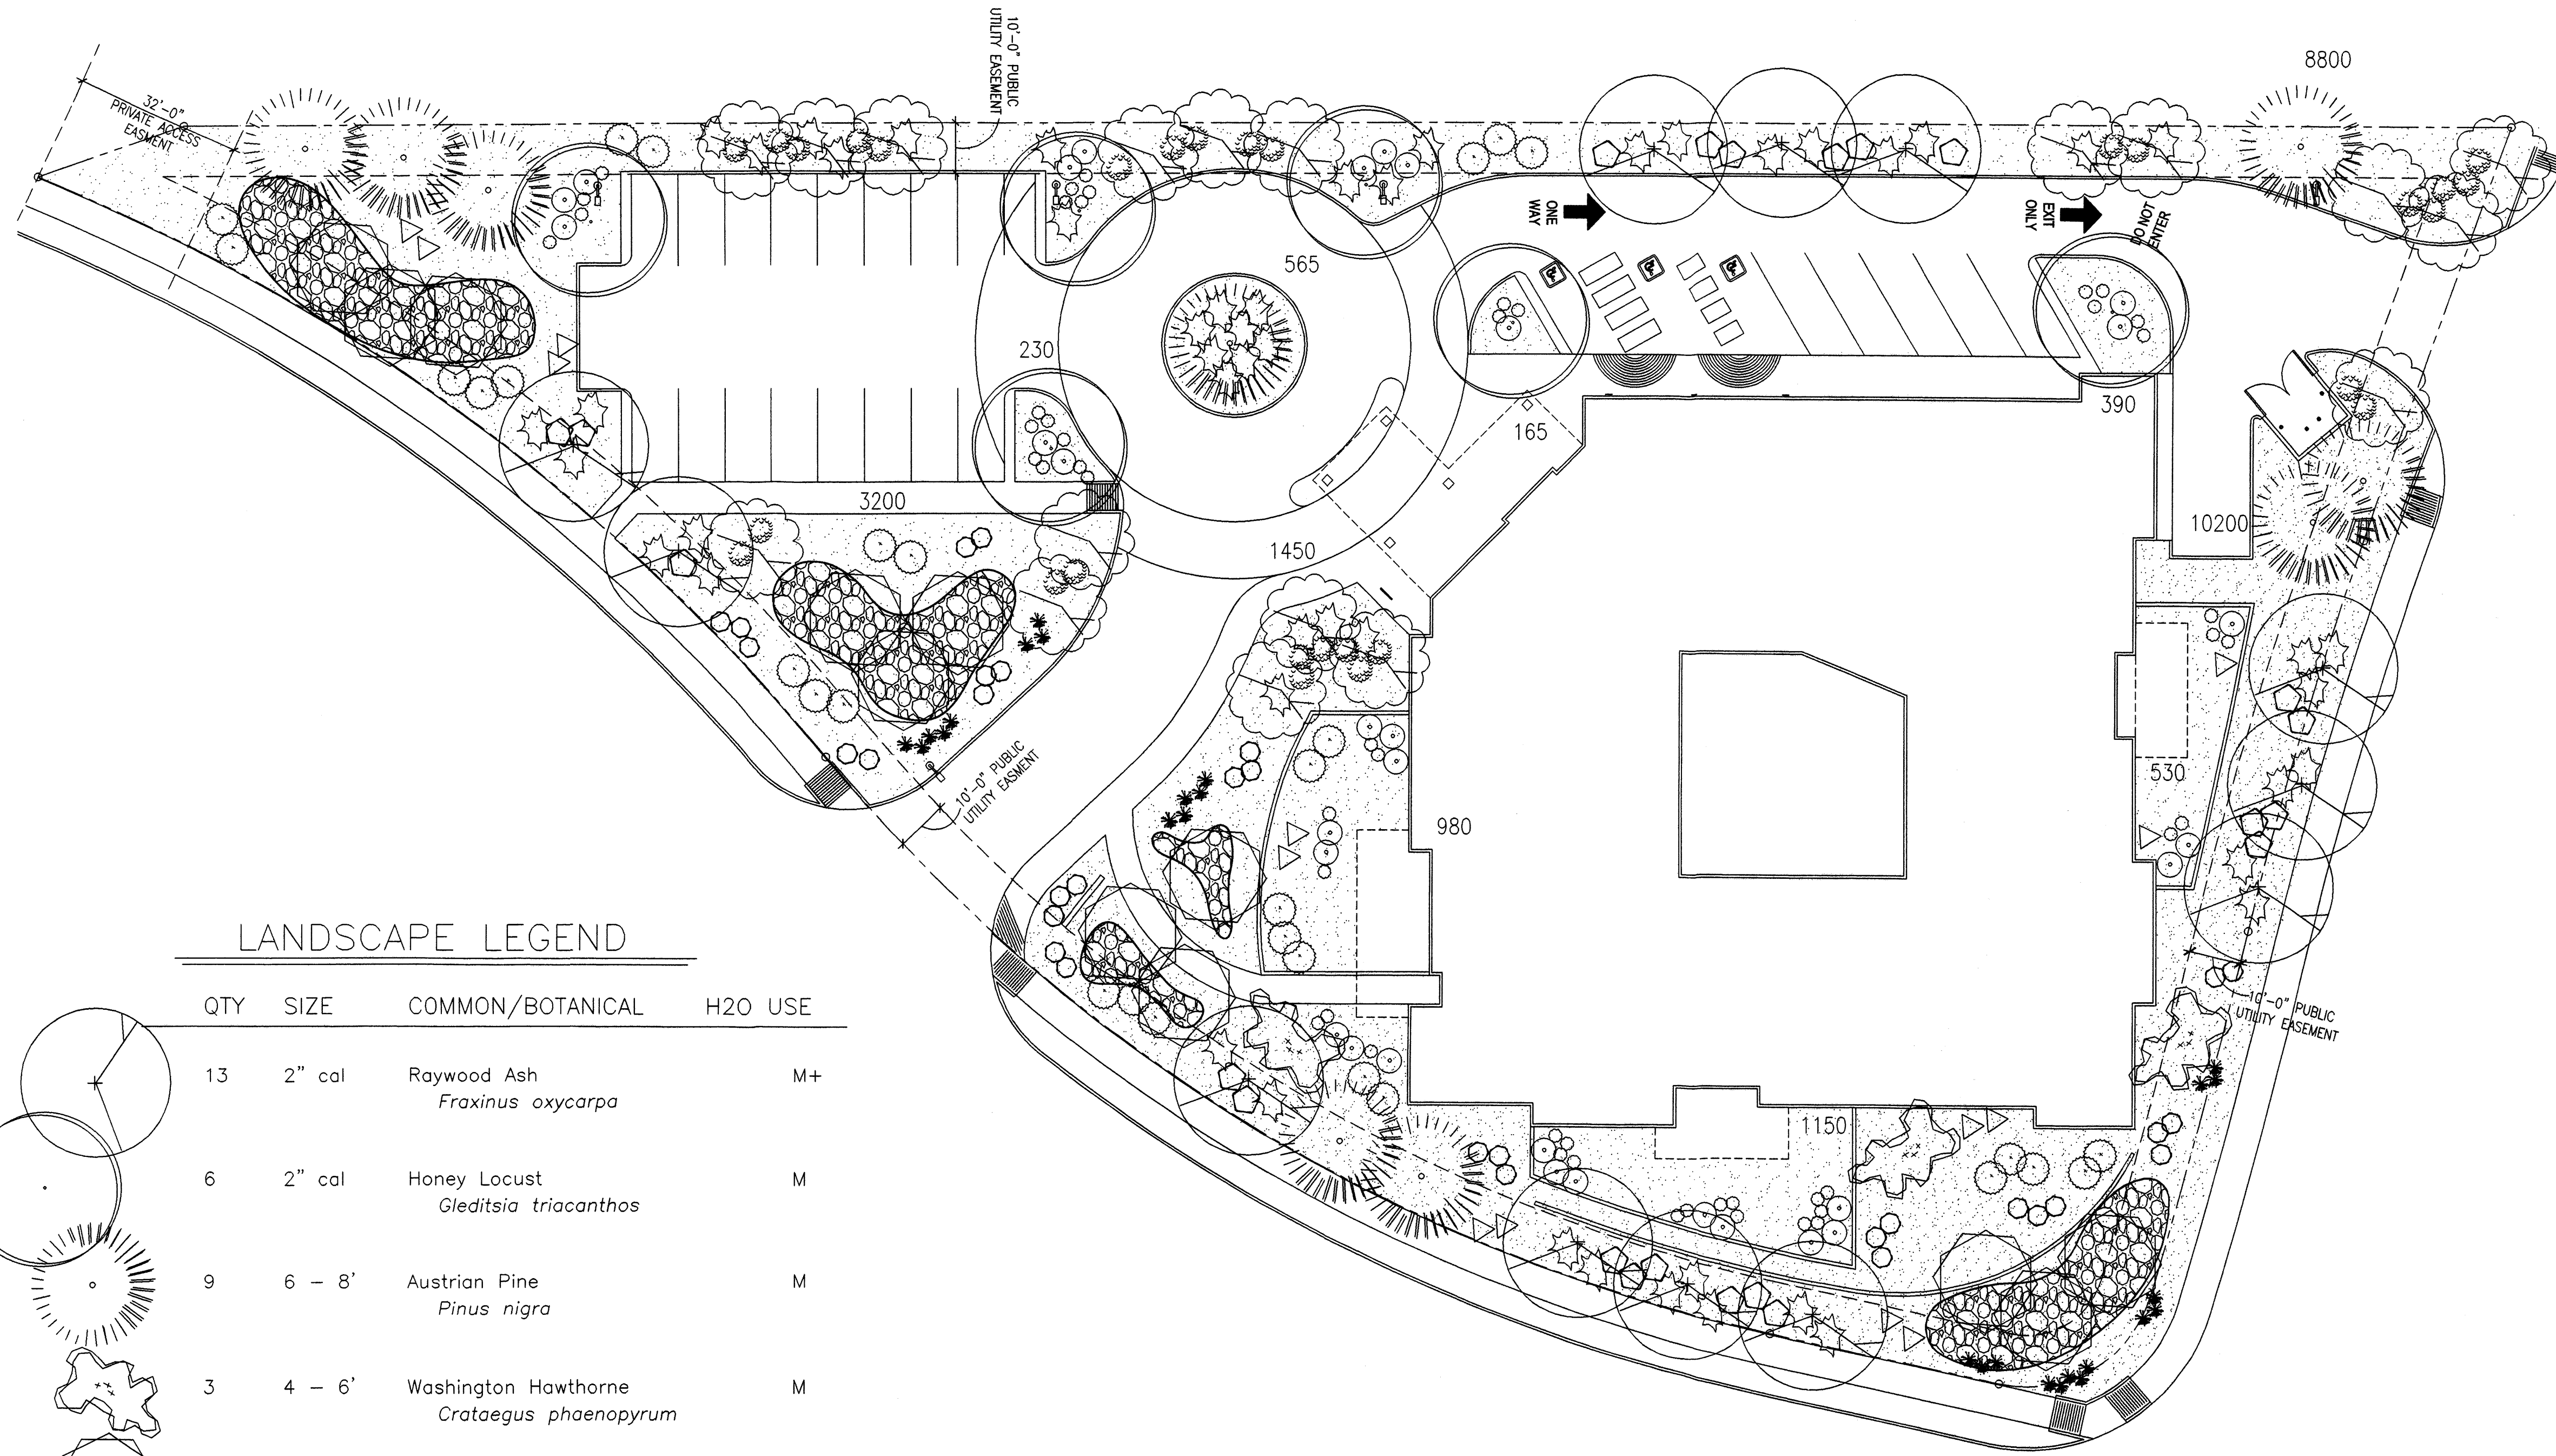 10'-0" PUBLIC
UTILITY EASEMENT
8800
32'-0"
PRIVATE ACCESS
EASMENT
ONE
WAY
EXIT
ONLY
DO NOT
ENTER
565
230
390
165
3200
10200
1450
530
10'-0" PUBLIC
UTILITY EASMENT
980
10'-0" PUBLIC
UTILITY EASEMENT
1150
LANDSCAPE LEGEND
QTY SIZE COMMON/BOTANICAL H2O USE
13 2" cal Raywood Ash M+
Fraxinus oxycarpa
6 2" cal Honey Locust M
Gleditsia triacanthos
9 6 – 8' Austrian Pine M
Pinus nigra
3 4 – 6' Washington Hawthorne M
Crataegus phaenopyrum